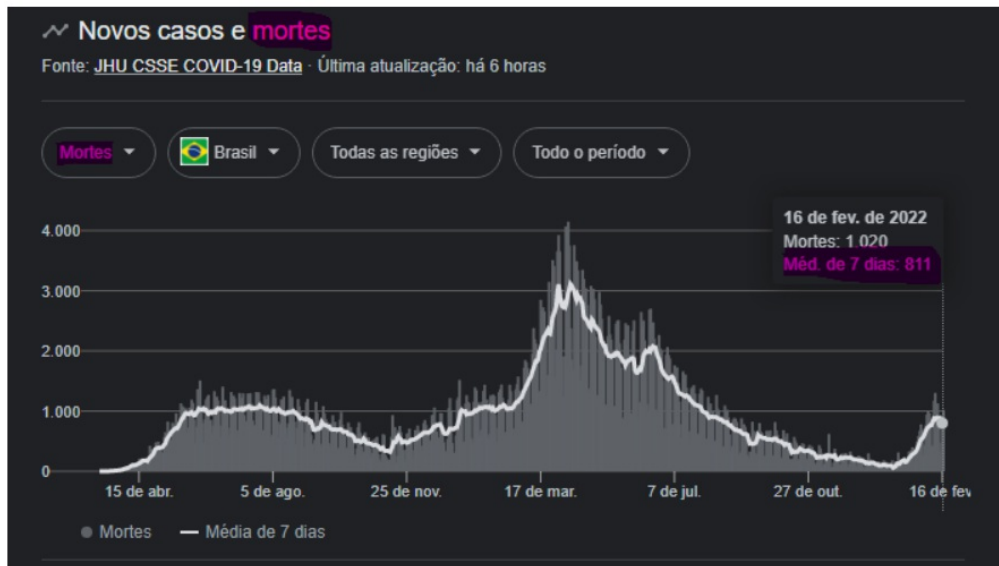 Novos casos e mortes
Fonte: JHU CSSE COVID-19 Data · Última atualização: há 6 horas
Mortes Brasil Todas as regiões Todo o período
16 de fev. de 2022
Mortes: 1.020
Méd. de 7 dias: 811
4.000
3.000
2.000
1.000
0
15 de abr. 5 de ago. 25 de nov. 17 de mar. 7 de jul. 27 de out. 16 de fev
Mortes Média de 7 dias